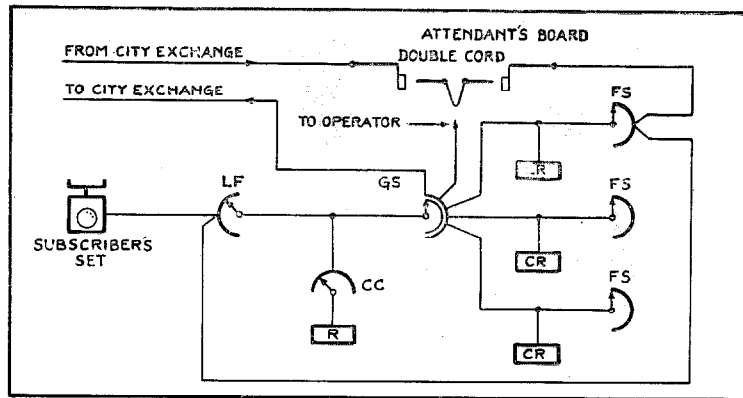 ATTENDANT'S BOARD
FROM CITY EXCHANGE
DOUBLE CORD
TO CITY EXCHANGE
FS
TO OPERATOR
LF
GS
FS
SUBSCRIBER'S
SET
CC
CR
FS
R
CR